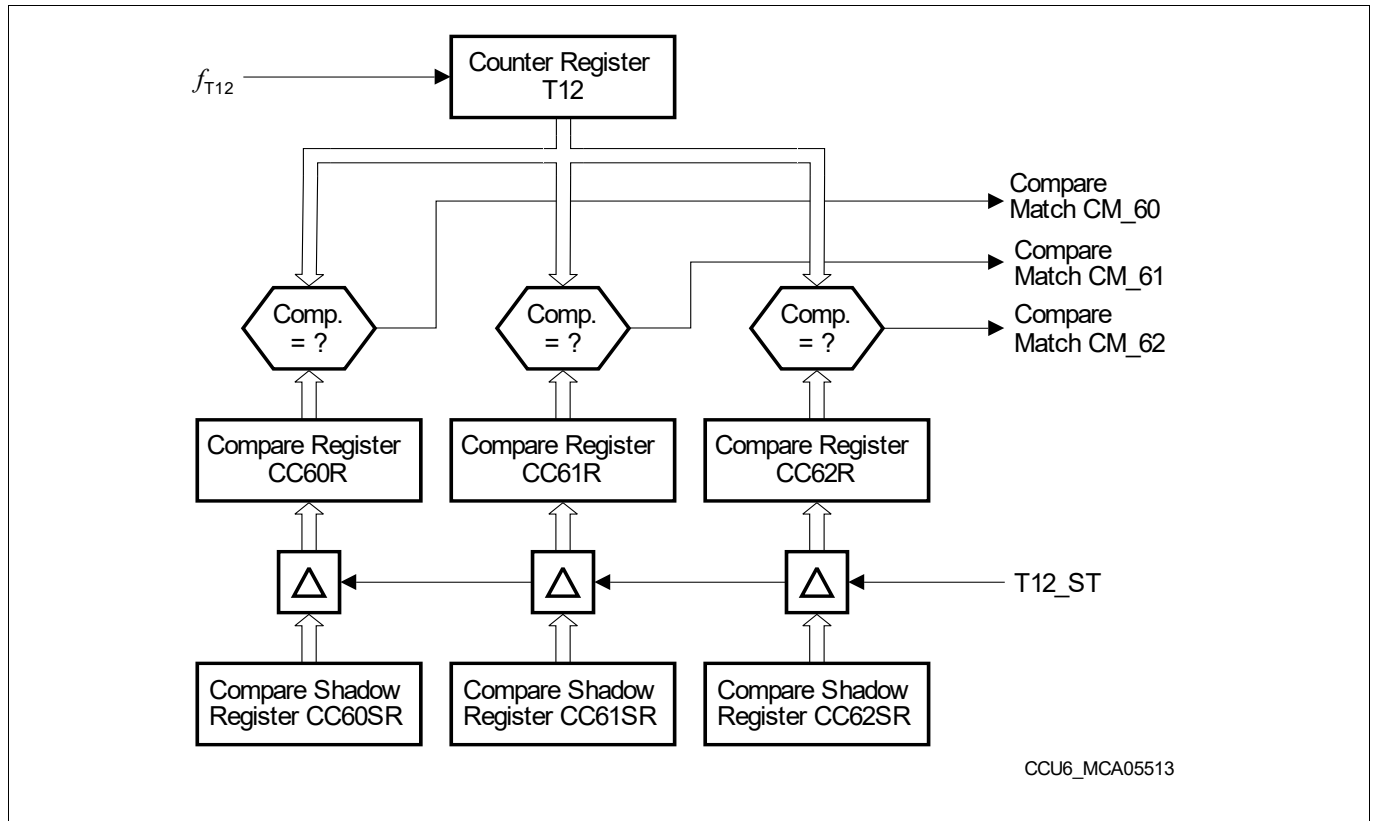 Counter Register
T12
fT12
Compare
Match CM_60
Compare
Match CM_61
Compare
Match CM_62
Comp.
= ?
Comp.
= ?
Comp.
= ?
Compare Register
CC60R
Compare Register
CC61R
Compare Register
CC62R
T12_ST
Compare Shadow
Register CC60SR
Compare Shadow
Register CC61SR
Compare Shadow
Register CC62SR
CCU6_MCA05513